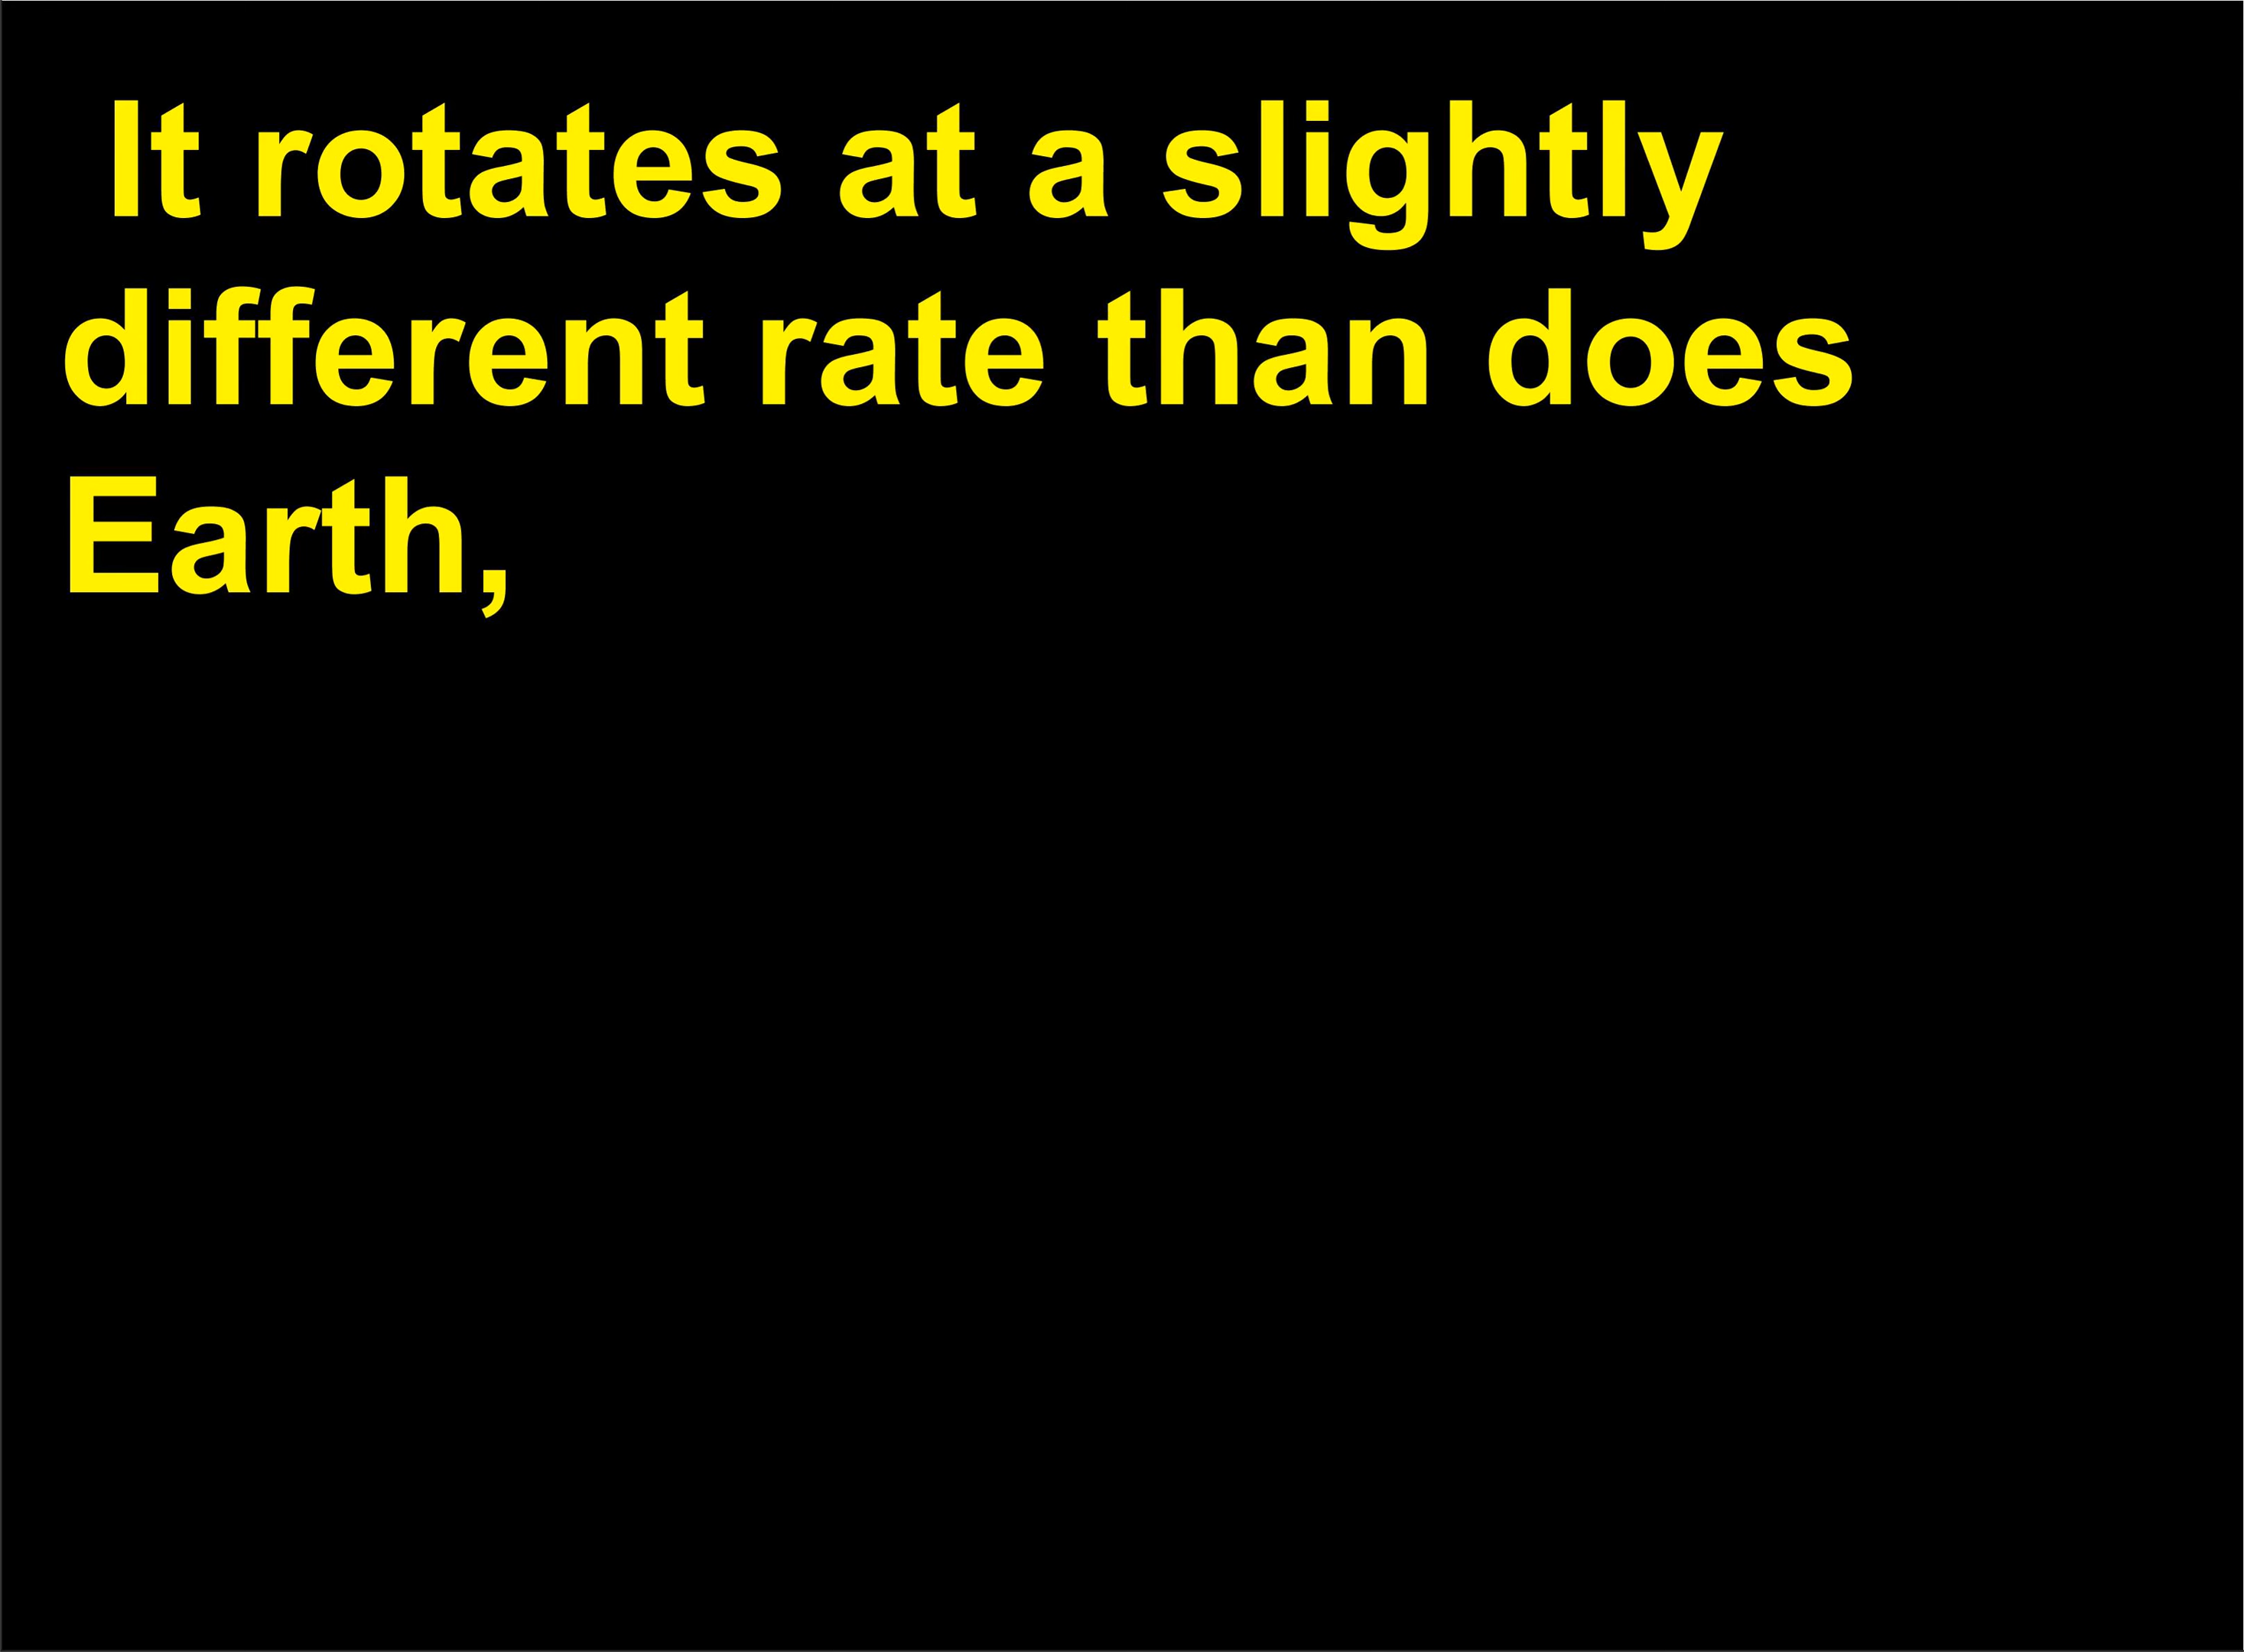 It rotates at a slightly
different rate than does
Earth,